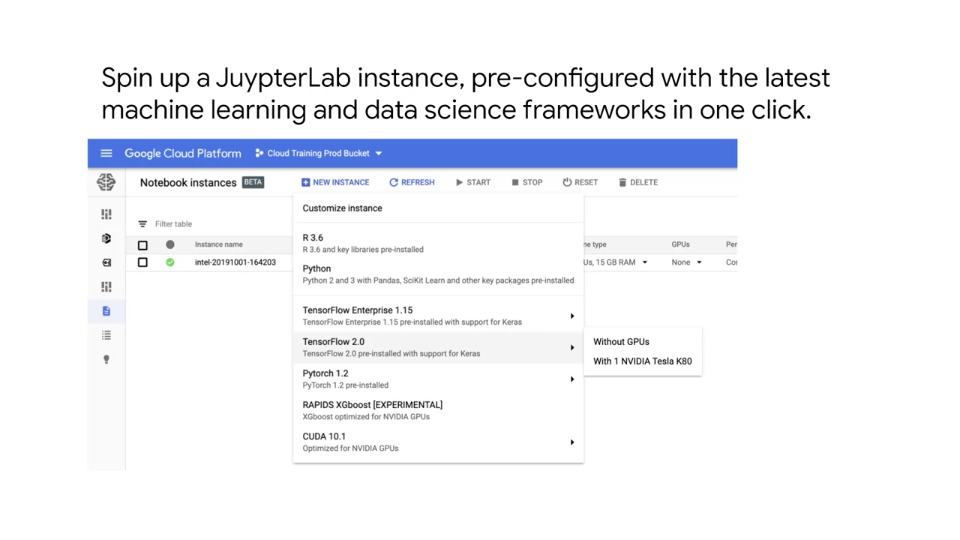 Spin up a JuypterLab instance, pre-configured with the latest
machine learning and data science frameworks in one click.
Google Cloud Platform Cloud Training Prod Bucket
Notebook instances BETA NEW INSTANCE REFRESH START STOP RESET DELETE
Customize instance
Filter table
R 3.6
R 3.6 and key libraries pre-installed
Instance name ne type GPUs Per
intel-20191001-164203 Us, 15 GB RAM None Cor
Python
Python 2 and 3 with Pandas, SciKit Learn and other key packages pre-installed
TensorFlow Enterprise 1.15
TensorFlow Enterprise 1.15 pre-installed with support for Keras
TensorFlow 2.0
TensorFlow 2.0 pre-installed with support for Keras
Without GPUs
With 1 NVIDIA Tesla K80
Pytorch 1.2
PyTorch 1.2 pre-installed
RAPIDS XGboost [EXPERIMENTAL]
XGboost optimized for NVIDIA GPUs
CUDA 10.1
Optimized for NVIDIA GPUs